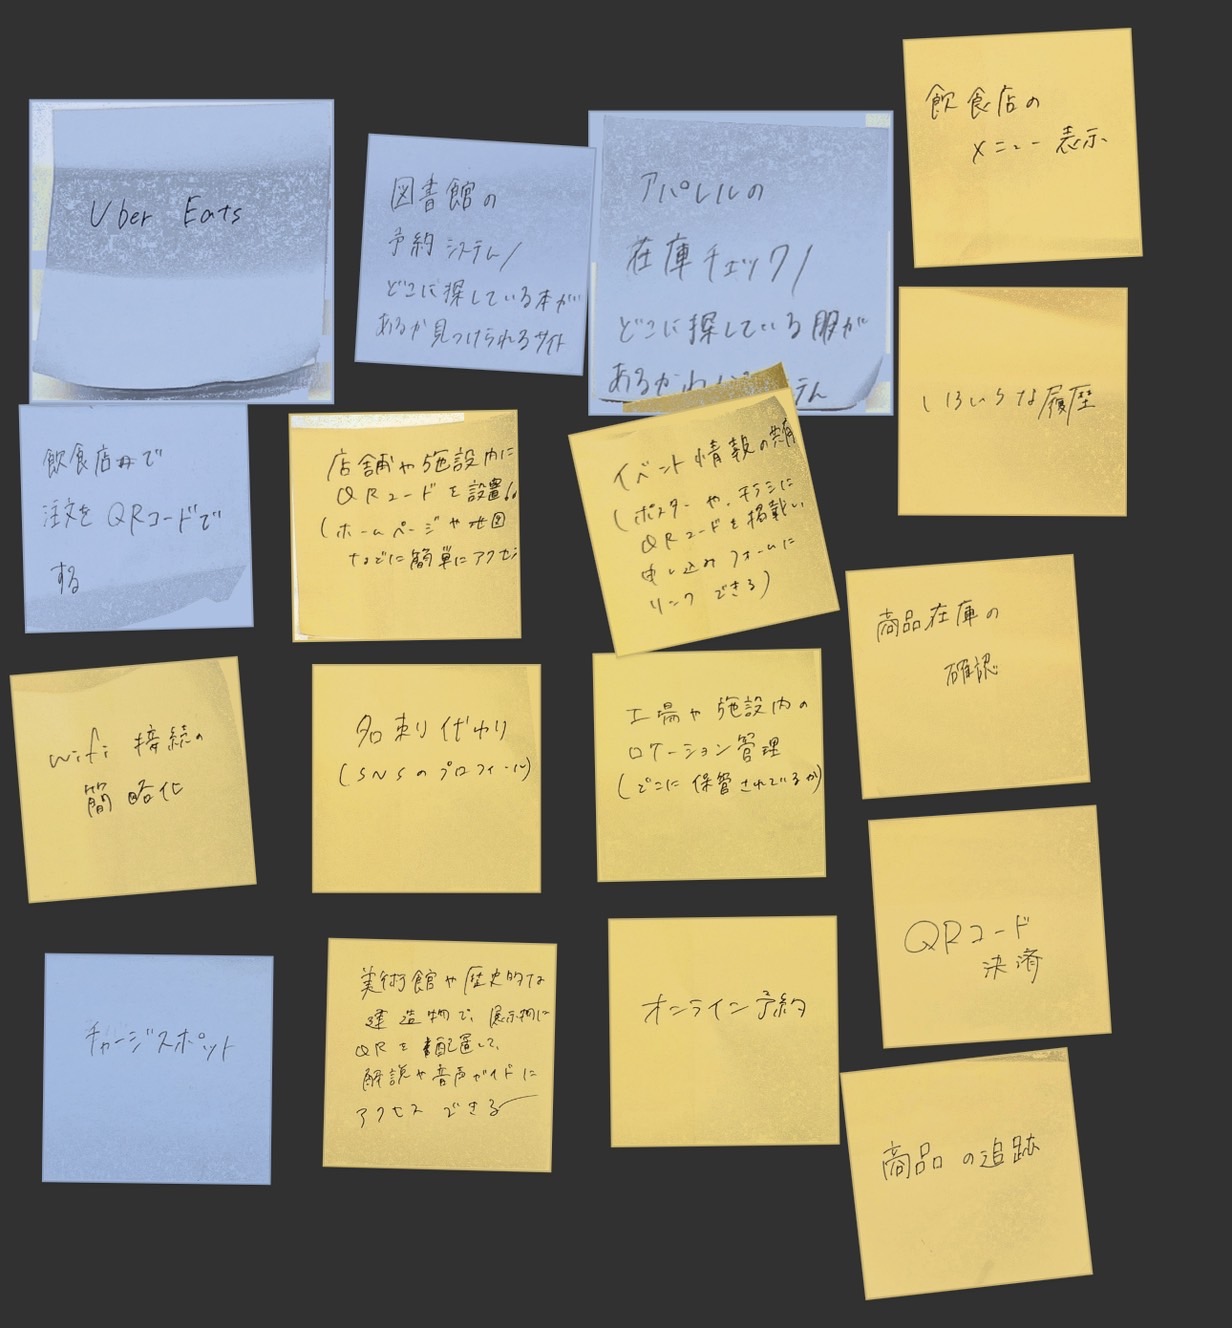 Uber Eats
図書館の
予約システム/
どこに探している本が
あるか見つけられるサイト
アパレルの
在庫チェック/
どこに探している服が
あるかわ
テム
飲食店の
メニュー表示
いろいろな履歴
飲食店で
注文をQRコードで
する
店舗や施設内に
QRコードを設置し
(ホームページや地図
などに簡単にアクセス
イベント情報の
(ポスターや、チラシに
QRコードを掲載し、
申し込みフォームに
リンクできる)
商品在庫の
確認
wifi 接続の
簡略化
名刺代わり
(SNSのプロフィール)
工場や施設内の
ロケーション管理
(どこに保管されているか)
QRコード
決済
チャージスポット
美術館や歴史的な
建造物で、展示物に
QRを配置して、
解説や音声ガイドに
アクセスできる
オンライン予約
商品の追跡